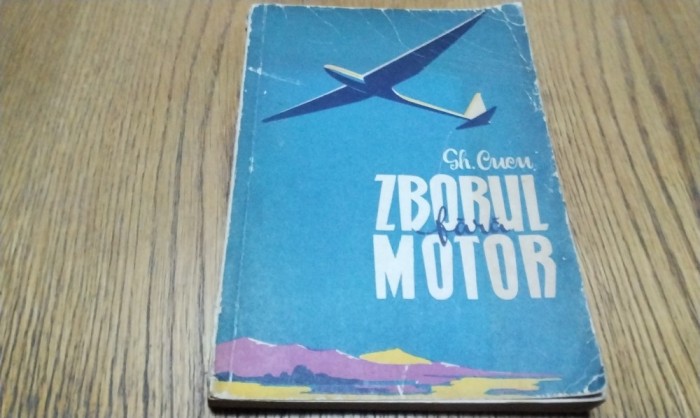 Gh. Cucu
ZBORUL
fără
MOTOR